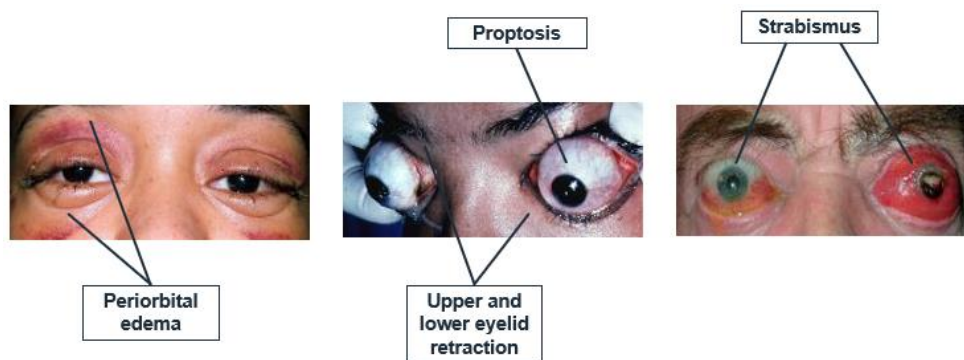 Proptosis
Strabismus
Periorbital
edema
Upper and
lower eyelid
retraction